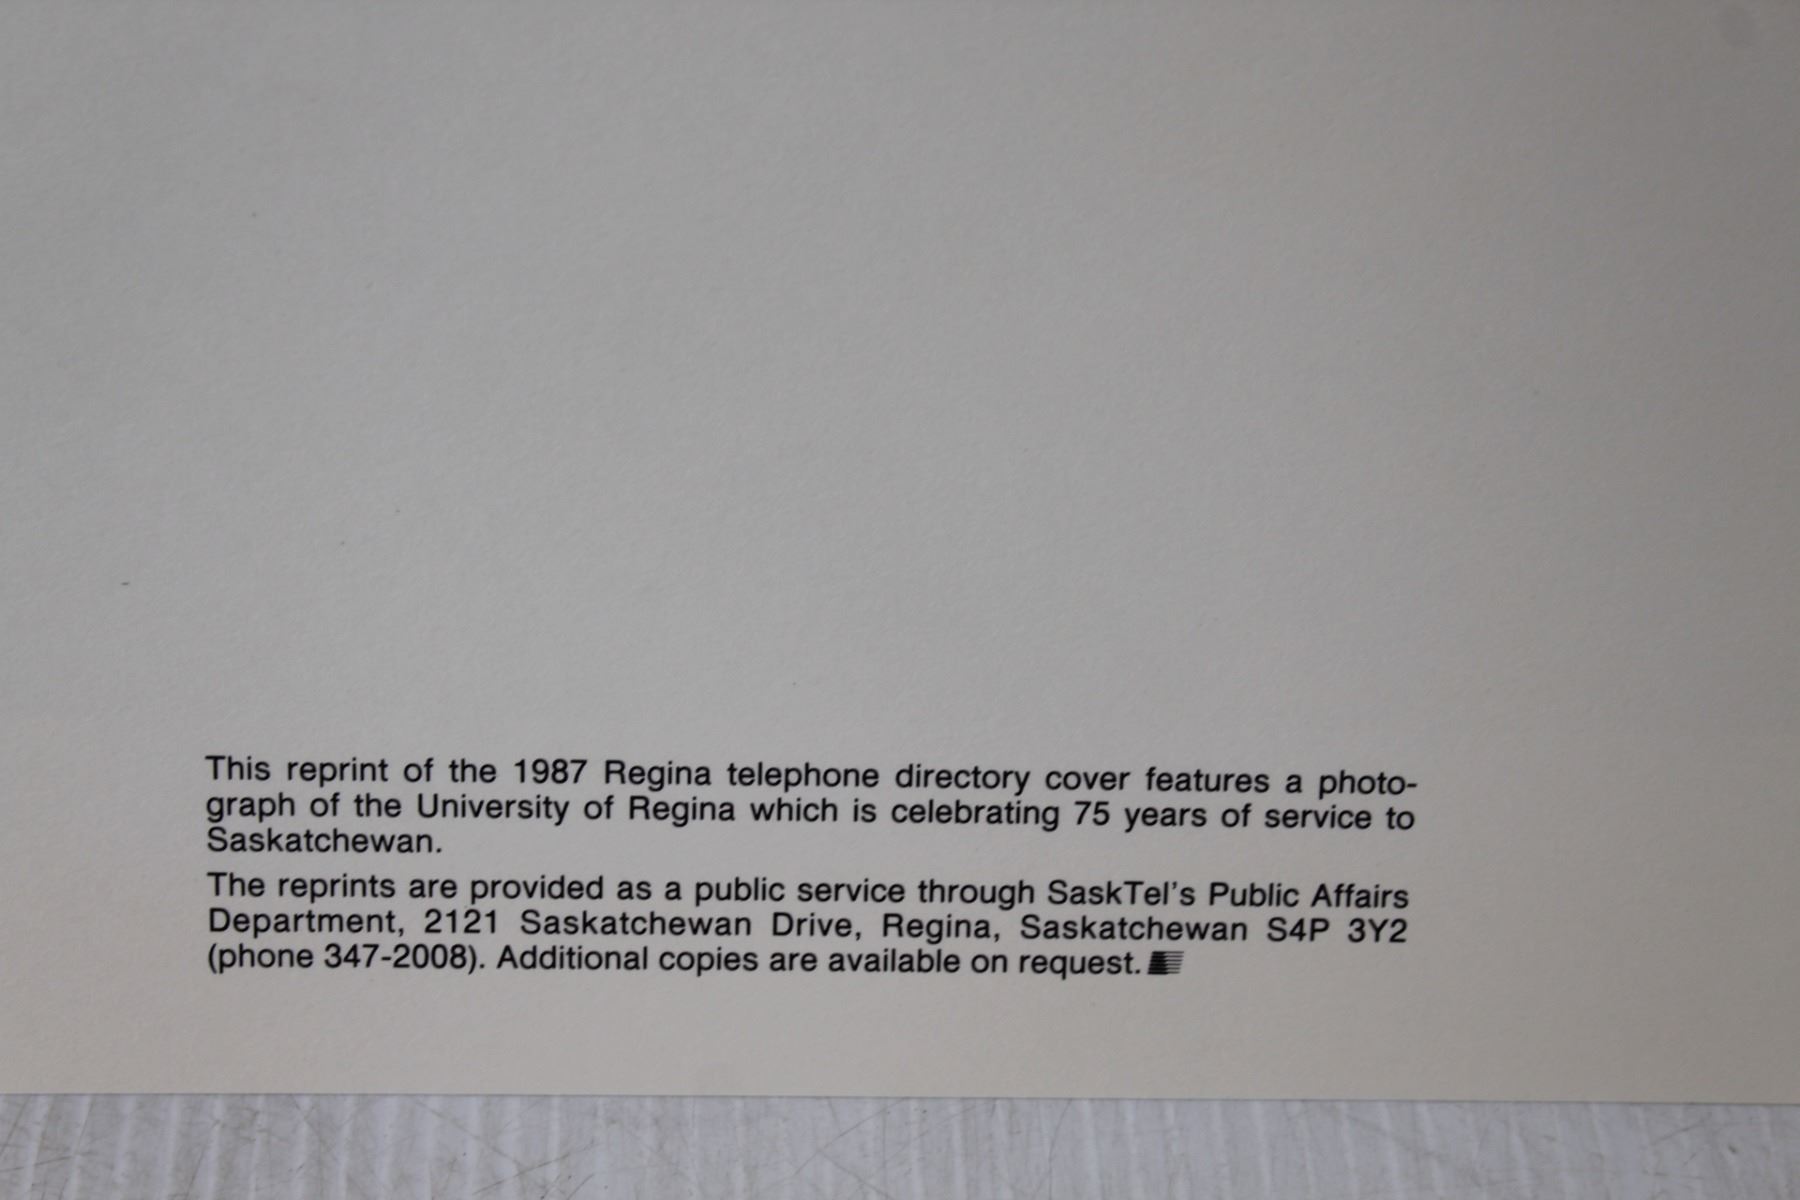 This reprint of the 1987 Regina telephone directory cover features a photo-
graph of the University of Regina which is celebrating 75 years of service to
Saskatchewan.
The reprints are provided as a public service through SaskTel's Public Affairs
Department, 2121 Saskatchewan Drive, Regina, Saskatchewan S4P 3Y2
(phone 347-2008). Additional copies are available on request.